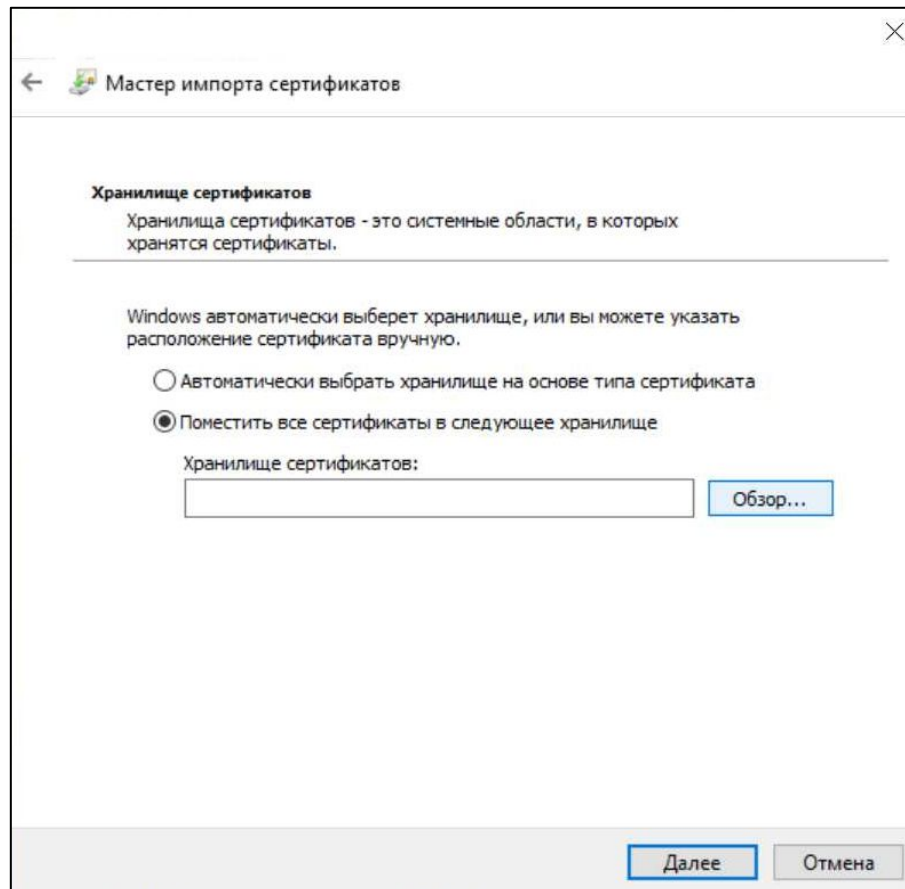 Мастер импорта сертификатов
Хранилище сертификатов
Хранилища сертификатов - это системные области, в которых
хранятся сертификаты.
Windows автоматически выберет хранилище, или вы можете указать
расположение сертификата вручную.
Автоматически выбрать хранилище на основе типа сертификата
Поместить все сертификаты в следующее хранилище
Хранилище сертификатов:
Обзор...
Далее Отмена